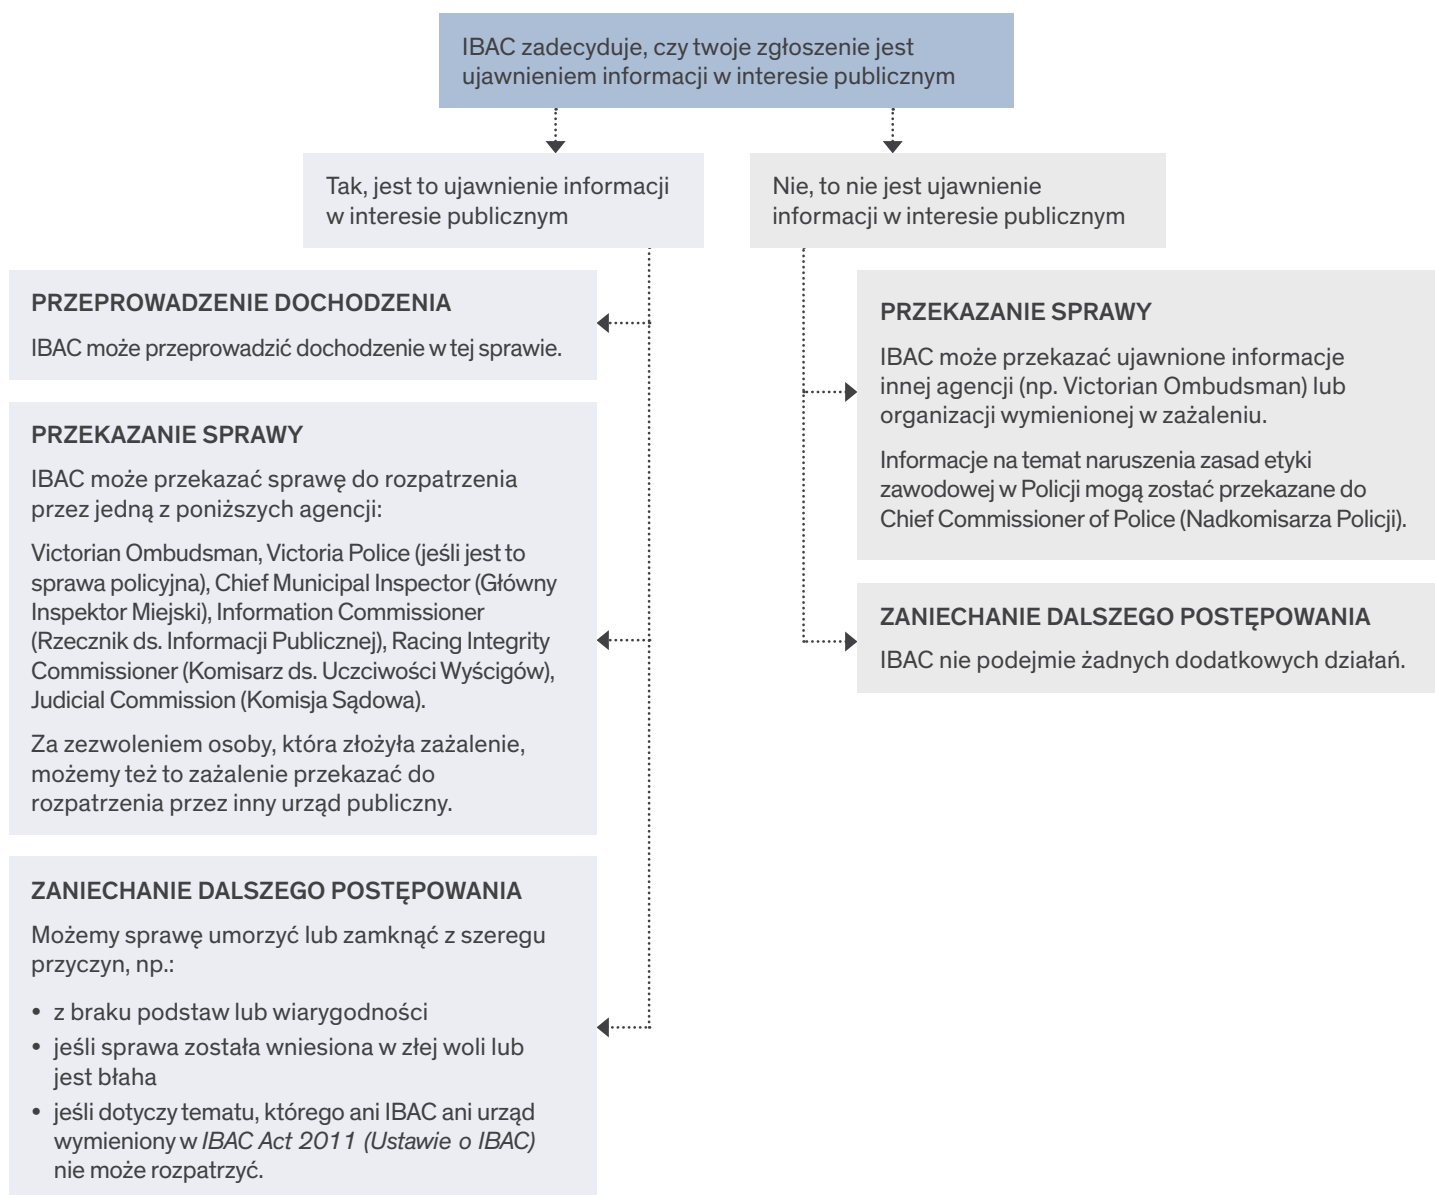 IBAC zadecyduje, czy twoje zgłoszenie jest
ujawnieniem informacji w interesie publicznym
Tak, jest to ujawnienie informacji
w interesie publicznym
Nie, to nie jest ujawnienie
informacji w interesie publicznym
PRZEPROWADZENIE DOCHODZENIA
IBAC może przeprowadzić dochodzenie w tej sprawie.
PRZEKAZANIE SPRAWY
IBAC może przekazać sprawę do rozpatrzenia
przez jedną z poniższych agencji:
Victorian Ombudsman, Victoria Police (jeśli jest to
sprawa policyjna), Chief Municipal Inspector (Główny
Inspektor Miejski), Information Commissioner
(Rzecznik ds. Informacji Publicznej), Racing Integrity
Commissioner (Komisarz ds. Uczciwości Wyścigów),
Judicial Commission (Komisja Sądowa).
Za zezwoleniem osoby, która złożyła zażalenie,
możemy też to zażalenie przekazać do
rozpatrzenia przez inny urząd publiczny.
ZANIECHANIE DALSZEGO POSTĘPOWANIA
Możemy sprawę umorzyć lub zamknąć z szeregu
przyczyn, np.:
• z braku podstaw lub wiarygodności
• jeśli sprawa została wniesiona w złej woli lub
jest błaha
• jeśli dotyczy tematu, którego ani IBAC ani urząd
wymieniony w IBAC Act 2011 (Ustawie o IBAC)
nie może rozpatrzyć.
PRZEKAZANIE SPRAWY
IBAC może przekazać ujawnione informacje
innej agencji (np. Victorian Ombudsman) lub
organizacji wymienionej w zażaleniu.
Informacje na temat naruszenia zasad etyki
zawodowej w Policji mogą zostać przekazane do
Chief Commissioner of Police (Nadkomisarza Policji).
ZANIECHANIE DALSZEGO POSTĘPOWANIA
IBAC nie podejmie żadnych dodatkowych działań.